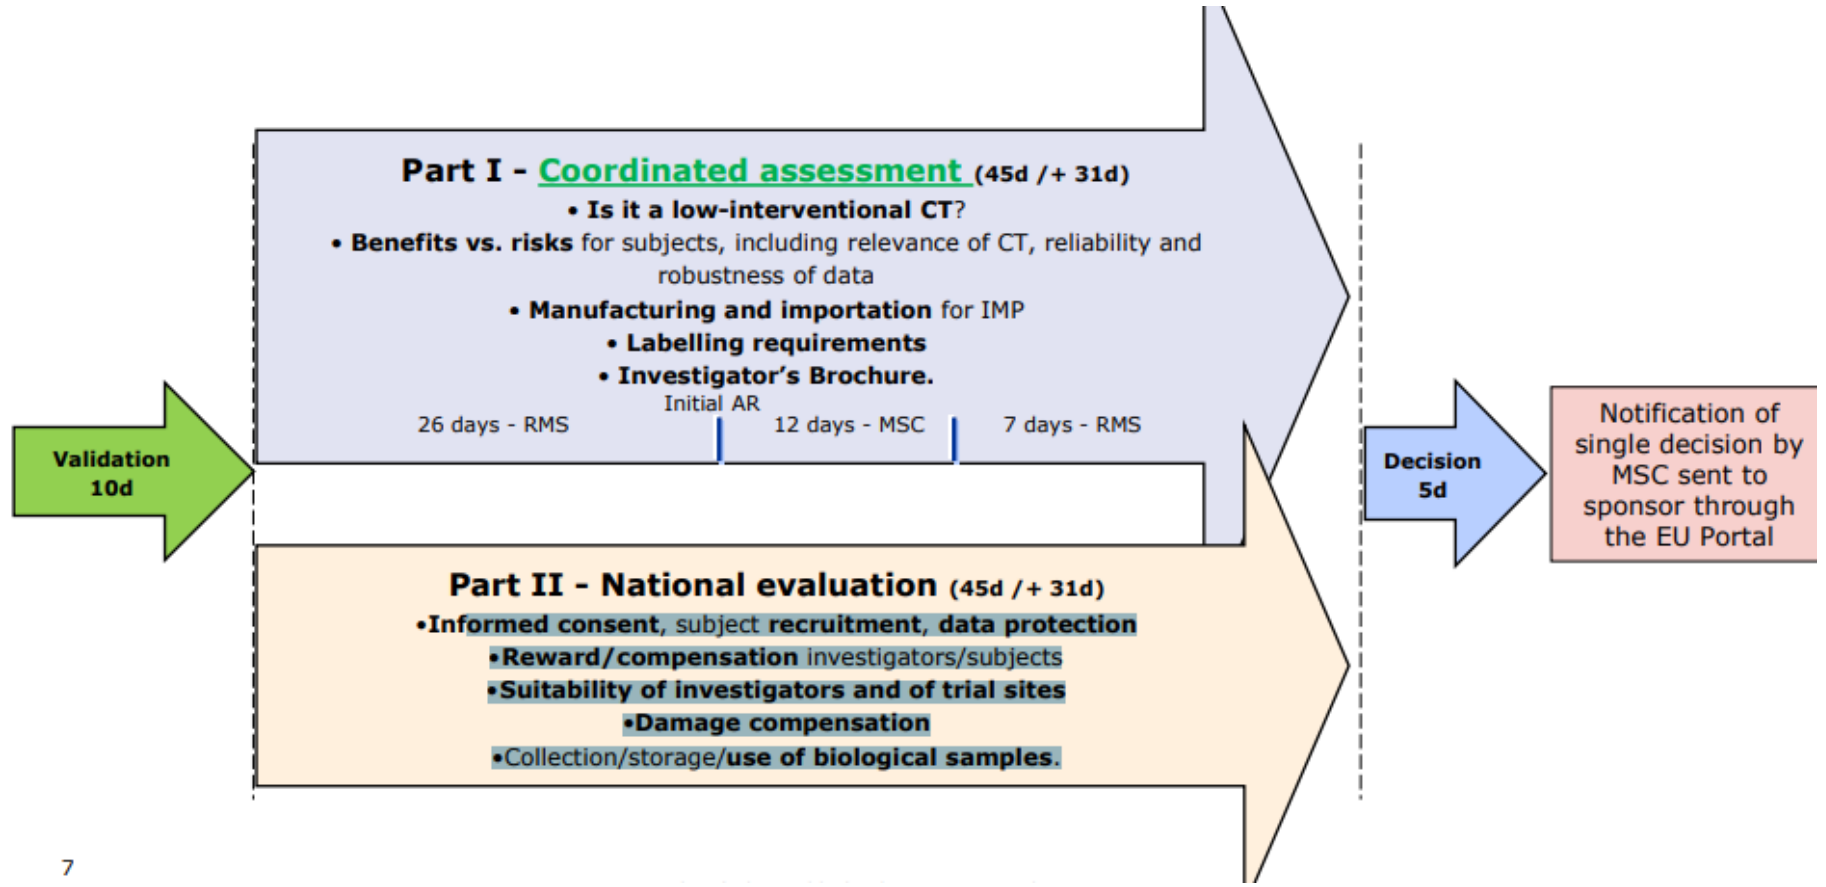 Part I - Coordinated assessment (45d /+ 31d)
• Is it a low-interventional CT?
• Benefits vs. risks for subjects, including relevance of CT, reliability and
robustness of data
• Manufacturing and importation for IMP
• Labelling requirements
• Investigator's Brochure.
Initial AR
26 days - RMS
12 days - MSC
7 days - RMS
Validation
10d
Decision
5d
Notification of
single decision by
MSC sent to
sponsor through
the EU Portal
Part II - National evaluation (45d /+ 31d)
•Informed consent, subject recruitment, data protection
•Reward/compensation investigators/subjects
•Suitability of investigators and of trial sites
•Damage compensation
•Collection/storage/use of biological samples.
7